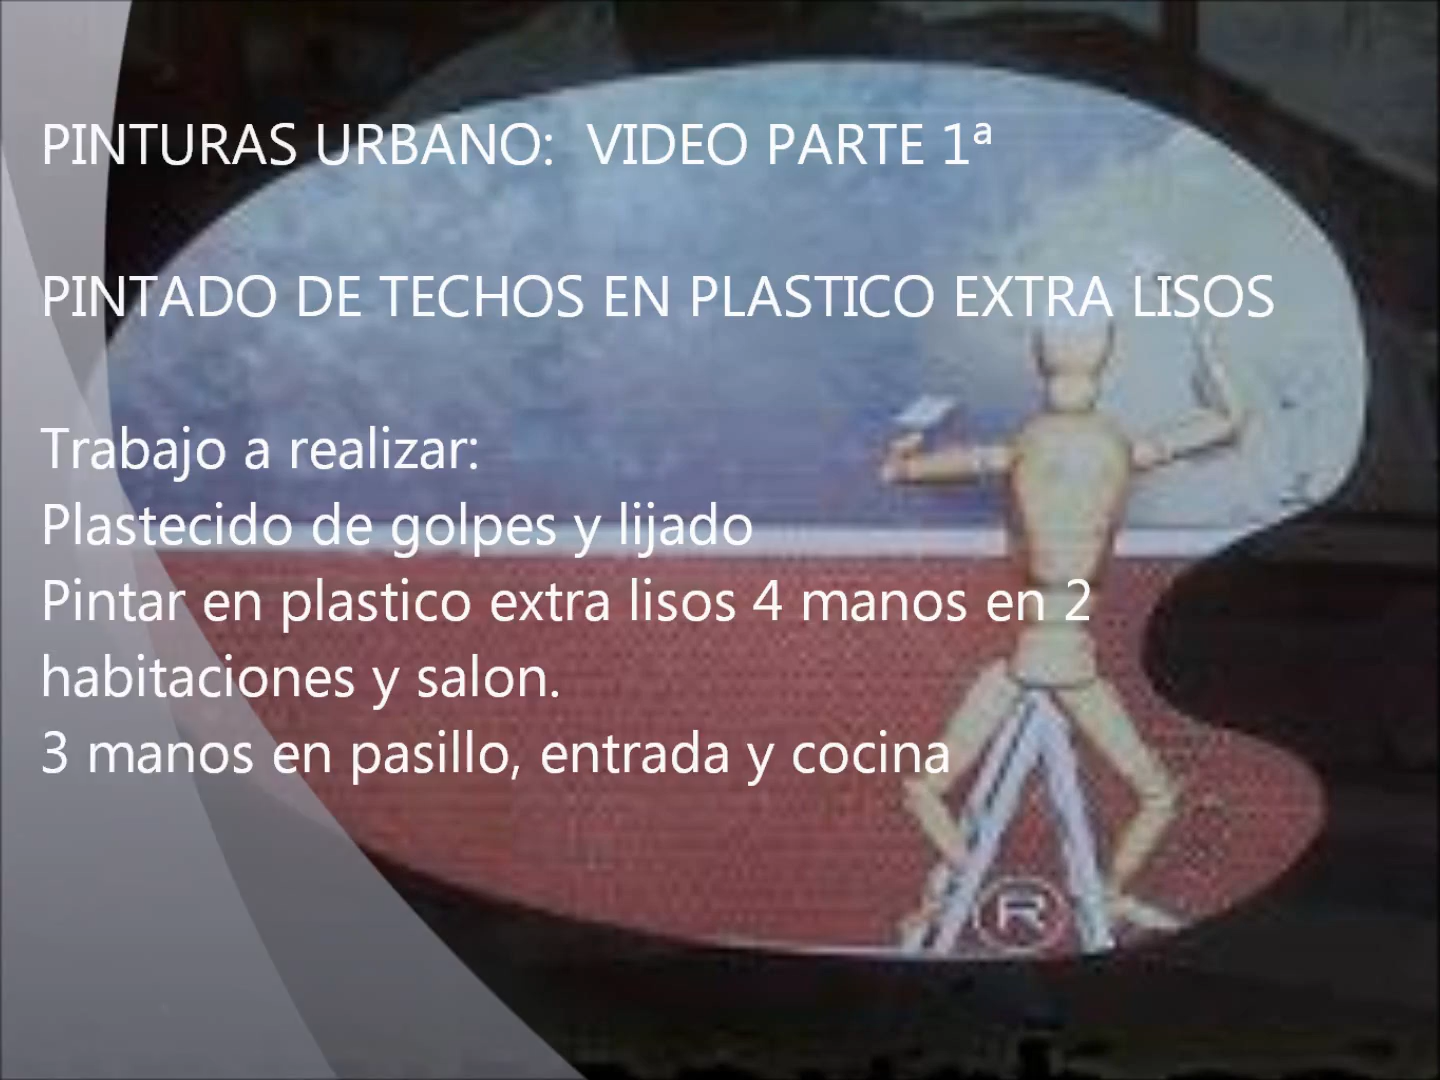 PINTURAS URBANO:  VIDEO PARTE 1ª
PINTADO DE TECHOS EN PLASTICO EXTRA LISOS
Trabajo a realizar:
Plastecido de golpes y lijado
Pintar en plastico extra lisos 4 manos en 2
habitaciones y salon.
3 manos en pasillo, entrada y cocina
®